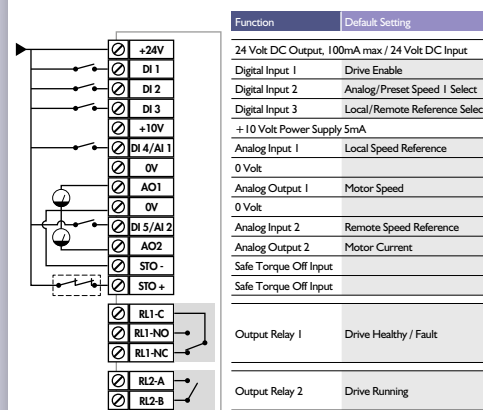 Function Default Setting
+24V 24 Volt DC Output, 100mA max / 24 Volt DC Input
DI 1 Digital Input 1 Drive Enable
DI 2 Digital Input 2 Analog/Preset Speed 1 Select
DI 3 Digital Input 3 Local/Remote Reference Selec
+10V +10 Volt Power Supply 5mA
DI 4/AI 1 Analog Input 1 Local Speed Reference
0V 0 Volt
AO1 Analog Output 1 Motor Speed
0V 0 Volt
DI 5/AI 2 Analog Input 2 Remote Speed Reference
AO2 Analog Output 2 Motor Current
STO - Safe Torque Off Input
STO + Safe Torque Off Input
RL1-C
RL1-NO Output Relay 1 Drive Healthy / Fault
RL1-NC
RL2-A Output Relay 2 Drive Running
RL2-B